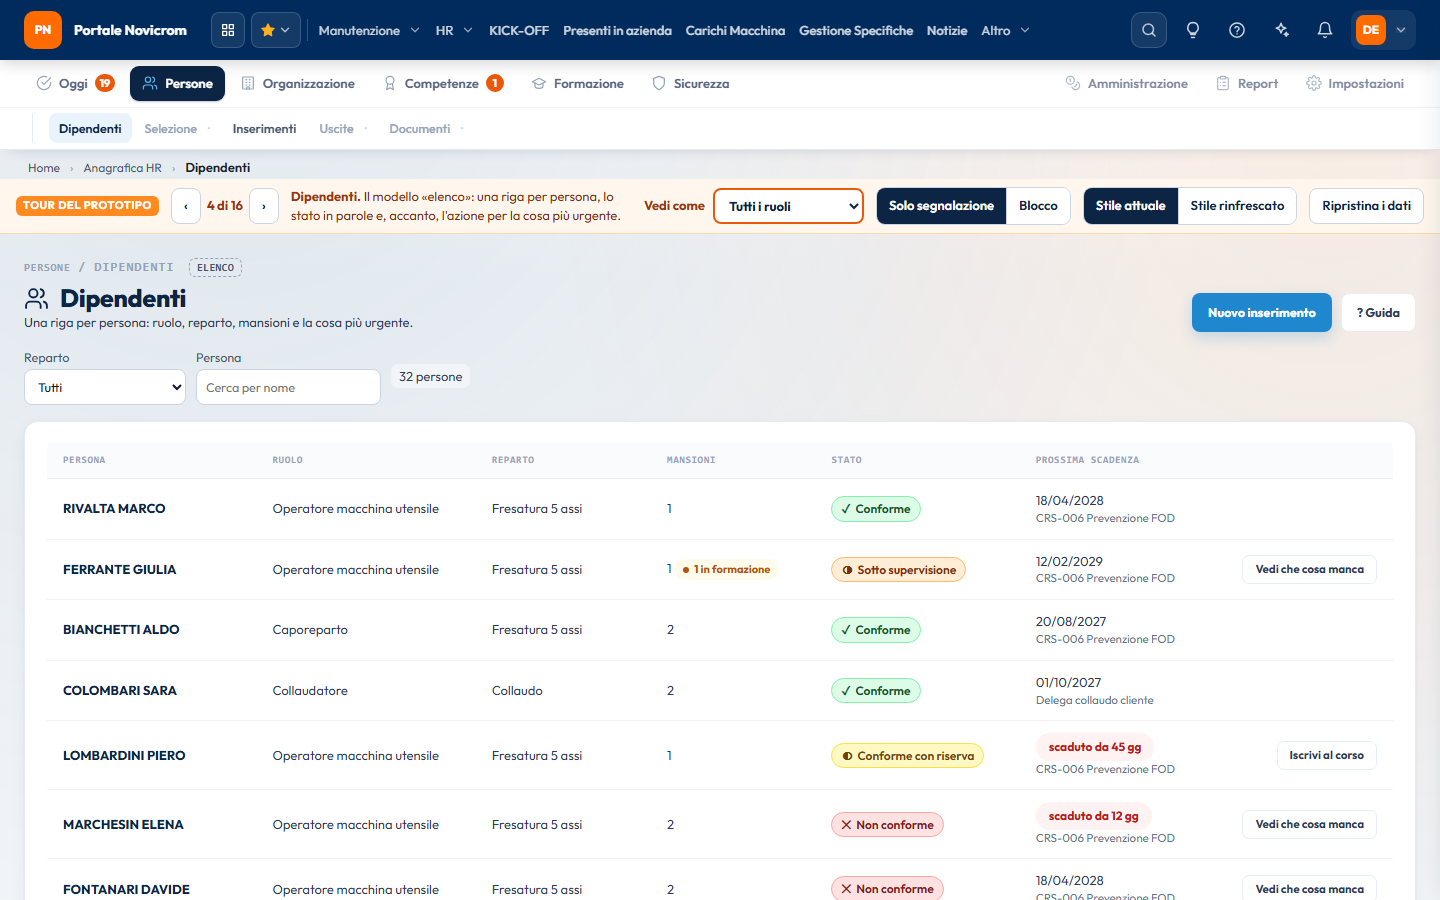 PN Portale Novicrom Manutenzione HR KICK-OFF Presenti in azienda Carichi Macchina Gestione Specifiche Notizie Altro DE
Oggi 19 Persone Organizzazione Competenze 1 Formazione Sicurezza Amministrazione Report Impostazioni
Dipendenti Selezione · Inserimenti Uscite · Documenti ·
Home › Anagrafica HR › Dipendenti
TOUR DEL PROTOTIPO ‹ 4 di 16 › Dipendenti. Il modello «elenco»: una riga per persona, lo
stato in parole e, accanto, l'azione per la cosa più urgente.
Vedi come Tutti i ruoli Solo segnalazione Blocco Stile attuale Stile rinfrescato Ripristina i dati
PERSONE / DIPENDENTI ELENCO
Dipendenti
Una riga per persona: ruolo, reparto, mansioni e la cosa più urgente.
Nuovo inserimento ? Guida
Reparto Persona
Tutti Cerca per nome 32 persone
PERSONA RUOLO REPARTO MANSIONI STATO PROSSIMA SCADENZA
RIVALTA MARCO Operatore macchina utensile Fresatura 5 assi 1 ✓ Conforme 18/04/2028
CRS-006 Prevenzione FOD
FERRANTE GIULIA Operatore macchina utensile Fresatura 5 assi 1 1 in formazione Sotto supervisione 12/02/2029
CRS-006 Prevenzione FOD
Vedi che cosa manca
BIANCHETTI ALDO Caporeparto Fresatura 5 assi 2 ✓ Conforme 20/08/2027
CRS-006 Prevenzione FOD
COLOMBARI SARA Collaudatore Collaudo 2 ✓ Conforme 01/10/2027
Delega collaudo cliente
LOMBARDINI PIERO Operatore macchina utensile Fresatura 5 assi 1 Conforme con riserva scaduto da 45 gg
CRS-006 Prevenzione FOD
Iscrivi al corso
MARCHESIN ELENA Operatore macchina utensile Fresatura 5 assi 2 Non conforme scaduto da 12 gg
CRS-006 Prevenzione FOD
Vedi che cosa manca
FONTANARI DAVIDE Operatore macchina utensile Fresatura 5 assi 2 Non conforme 18/04/2028
CRS-006 Prevenzione FOD
Vedi che cosa manca